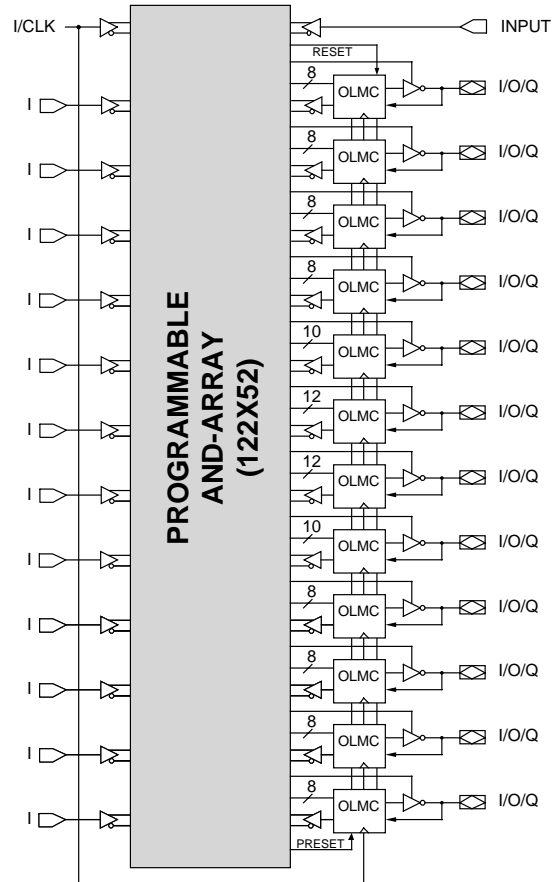 I/CLK
INPUT
RESET
8
OLMC
I/O/Q
I
8
OLMC
I/O/Q
I
8
OLMC
I/O/Q
I
8
OLMC
I/O/Q
I
10
OLMC
I/O/Q
I
12
OLMC
I/O/Q
I
12
OLMC
I/O/Q
I
10
OLMC
I/O/Q
I
8
OLMC
I/O/Q
I
8
OLMC
I/O/Q
I
8
OLMC
I/O/Q
I
8
OLMC
I/O/Q
I
PRESET
PROGRAMMABLE
AND-ARRAY
(122X52)